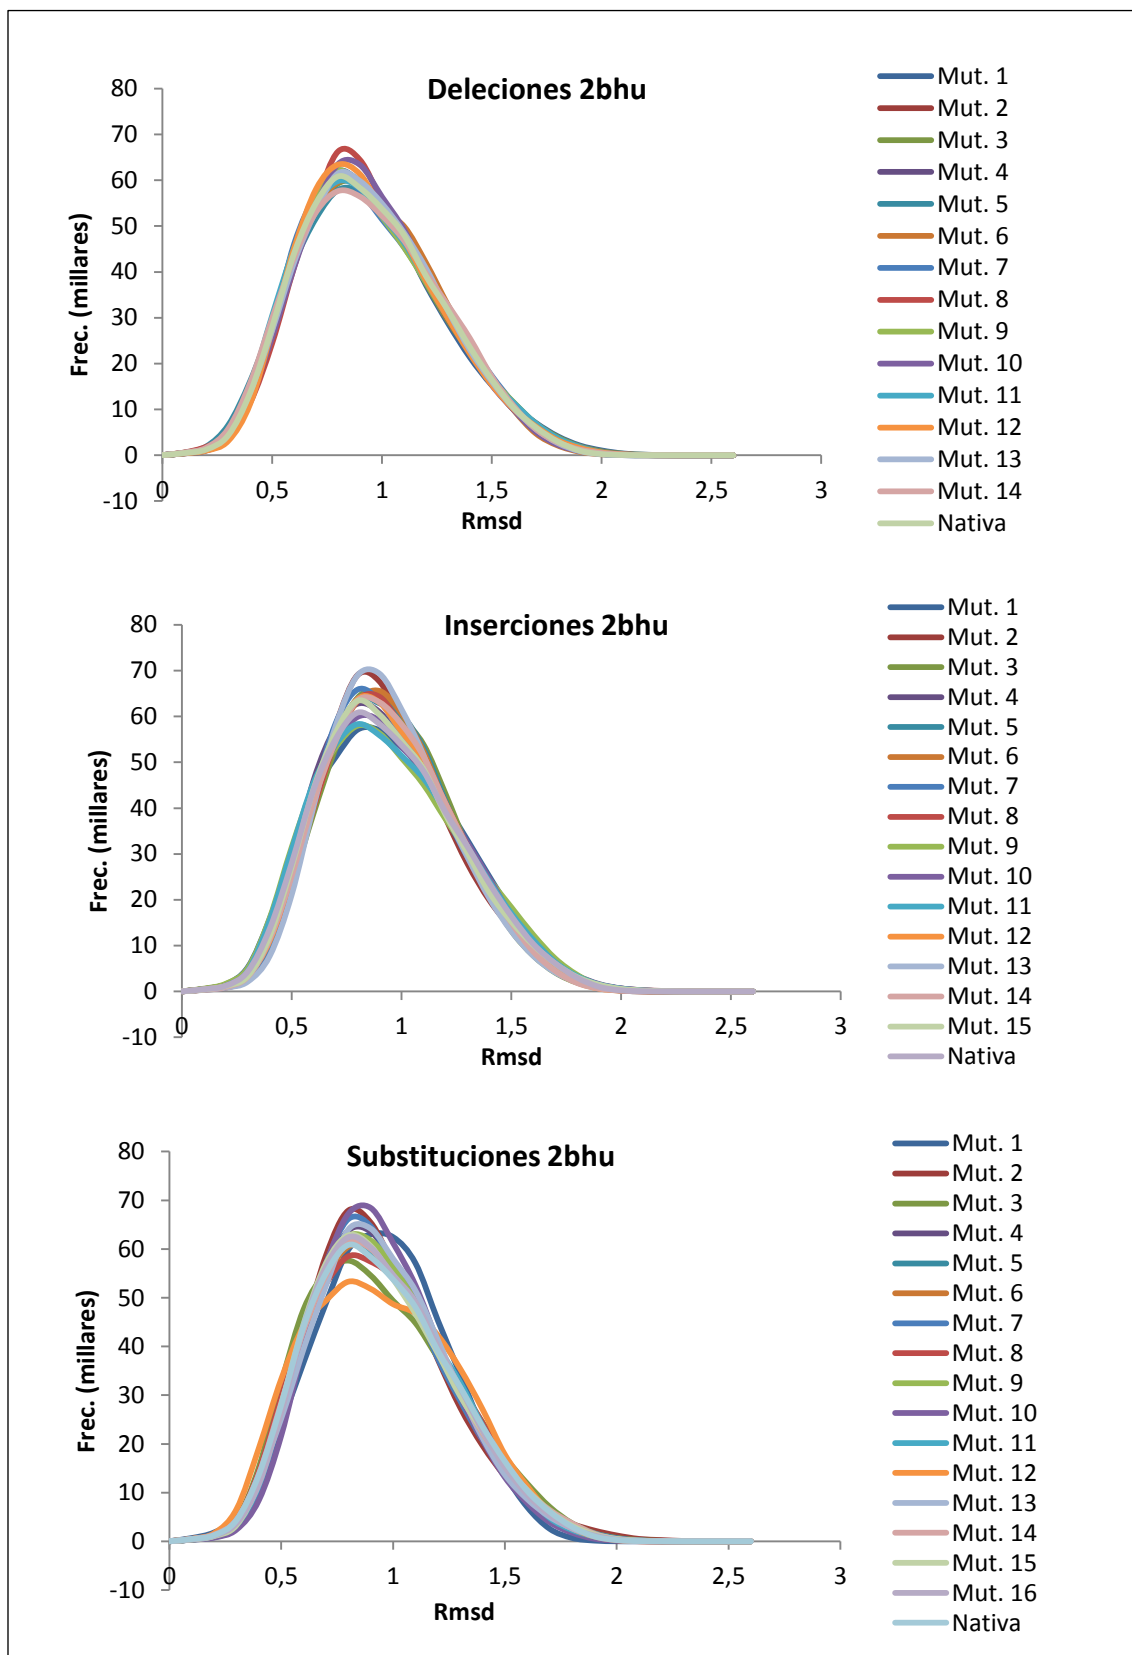 Deleciones 2bhu
Frec. (millares)
80
70
60
50
40
30
20
10
0
-10
0
0,5
1
1,5
2
2,5
3
Rmsd
Mut. 1
Mut. 2
Mut. 3
Mut. 4
Mut. 5
Mut. 6
Mut. 7
Mut. 8
Mut. 9
Mut. 10
Mut. 11
Mut. 12
Mut. 13
Mut. 14
Nativa
Inserciones 2bhu
Frec. (millares)
80
70
60
50
40
30
20
10
0
-10
0
0,5
1
1,5
2
2,5
3
Rmsd
Mut. 1
Mut. 2
Mut. 3
Mut. 4
Mut. 5
Mut. 6
Mut. 7
Mut. 8
Mut. 9
Mut. 10
Mut. 11
Mut. 12
Mut. 13
Mut. 14
Mut. 15
Nativa
Substituciones 2bhu
Frec. (millares)
80
70
60
50
40
30
20
10
0
-10
0
0,5
1
1,5
2
2,5
3
Rmsd
Mut. 1
Mut. 2
Mut. 3
Mut. 4
Mut. 5
Mut. 6
Mut. 7
Mut. 8
Mut. 9
Mut. 10
Mut. 11
Mut. 12
Mut. 13
Mut. 14
Mut. 15
Mut. 16
Nativa